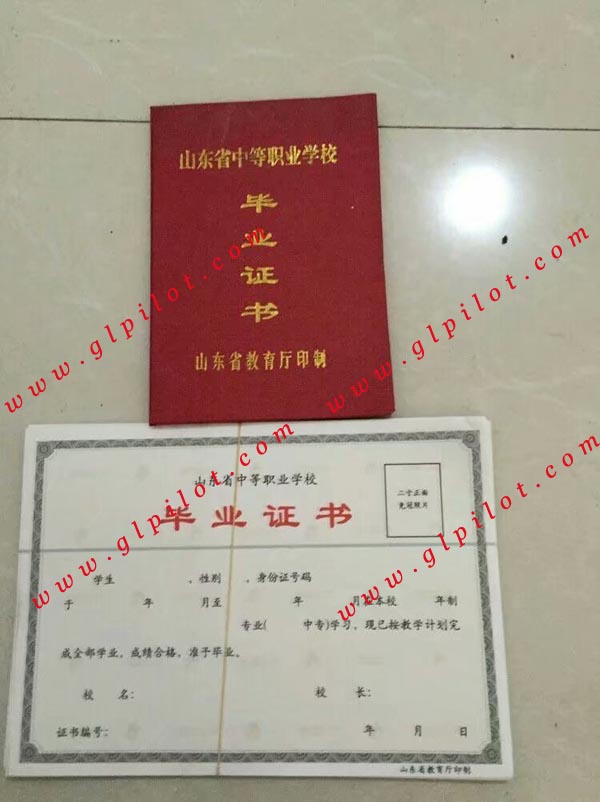 山东省中等职业学校
毕
业
证
书
山东省教育厅印制
www.glpilot.com
www.glpilot.com
山东省中等职业学校
毕业证书
二寸正面
免冠照片
学生 ,性别 ,身份证号码
于 年 月至 年 月在本校 年制
专业( 中专)学习，现已按教学计划完
成全部学业，成绩合格，准予毕业。
校 名: 校 长:
证书编号: 年 月 日
山东省教育厅印制
www.glpilot.com
www.glpilot.com